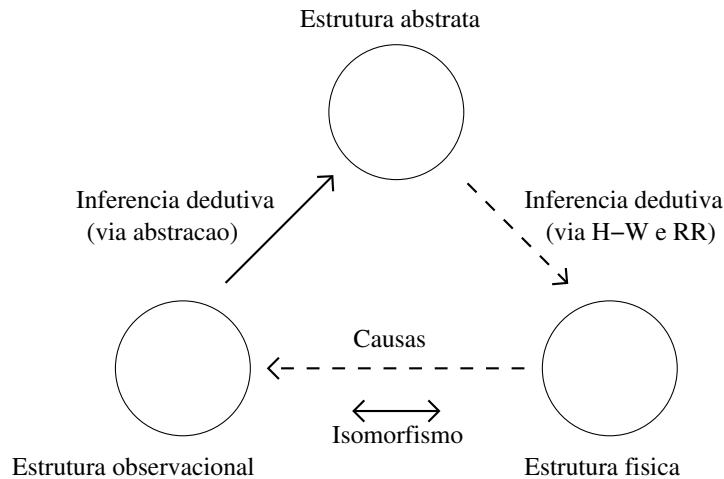 Estrutura abstrata
Inferencia dedutiva
(via abstracao)
Inferencia dedutiva
(via H−W e RR)
Causas
Isomorfismo
Estrutura observacional
Estrutura fisica